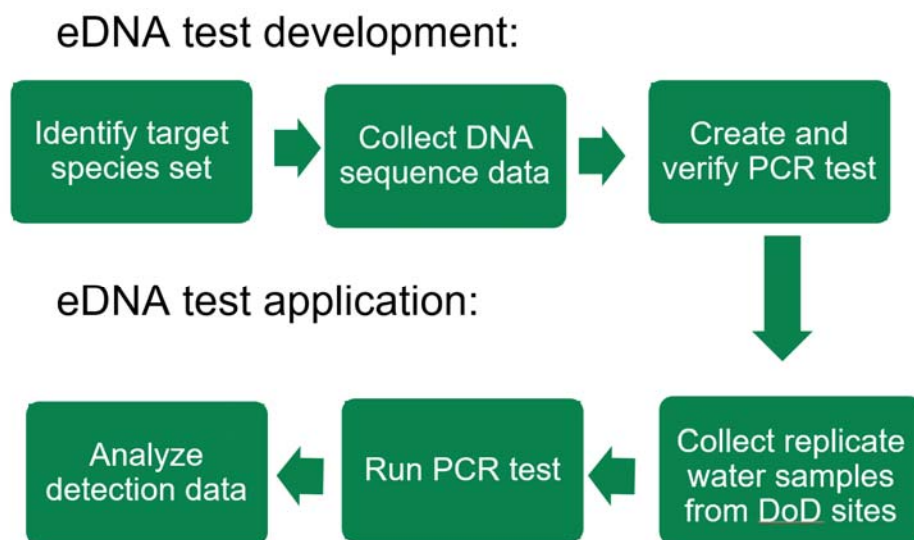 eDNA test development:
Identify target
species set
Collect DNA
sequence data
Create and
verify PCR test
eDNA test application:
Collect replicate
water samples
from DoD sites
Run PCR test
Analyze
detection data